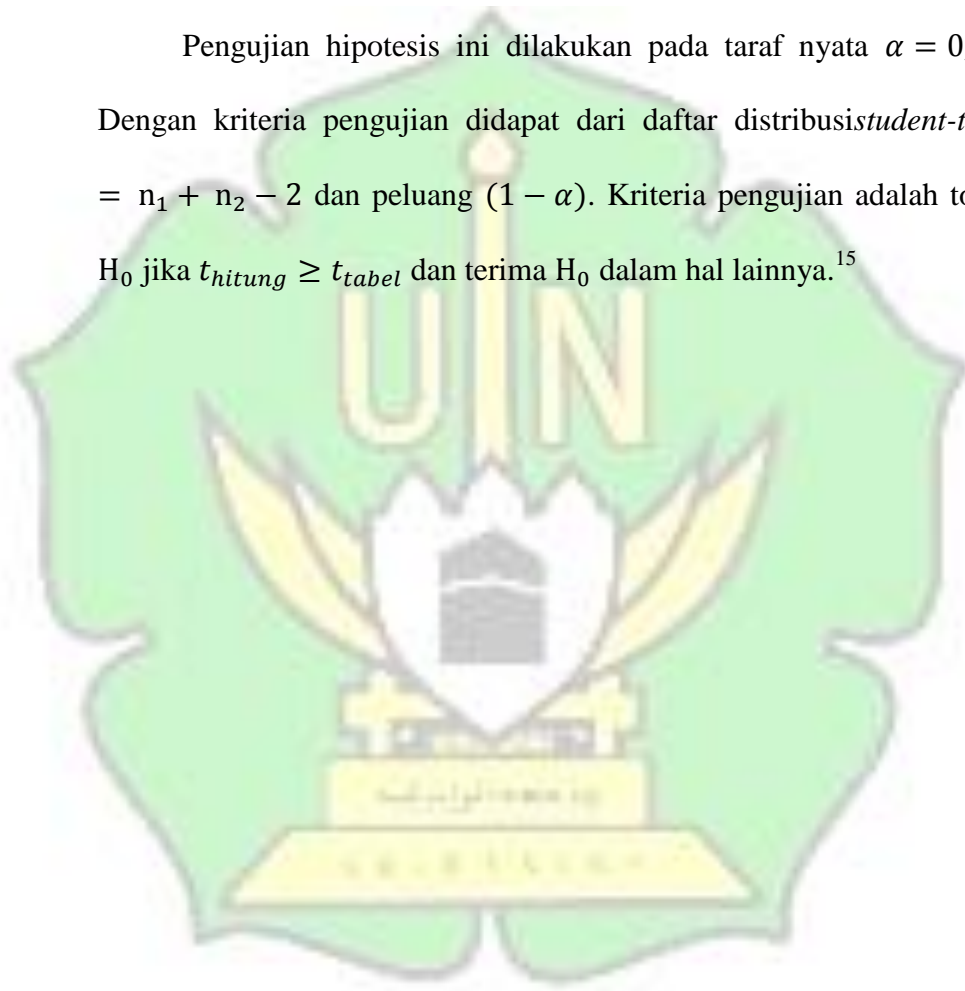 Pengujian hipotesis ini dilakukan pada taraf nyata α = 0
Dengan kriteria pengujian didapat dari daftar distribusistudent-t
= n₁ + n₂ − 2 dan peluang (1 − α). Kriteria pengujian adalah to
H₀ jika t_hitung ≥ t_tabel dan terima H₀ dalam hal lainnya.¹⁵
UIN